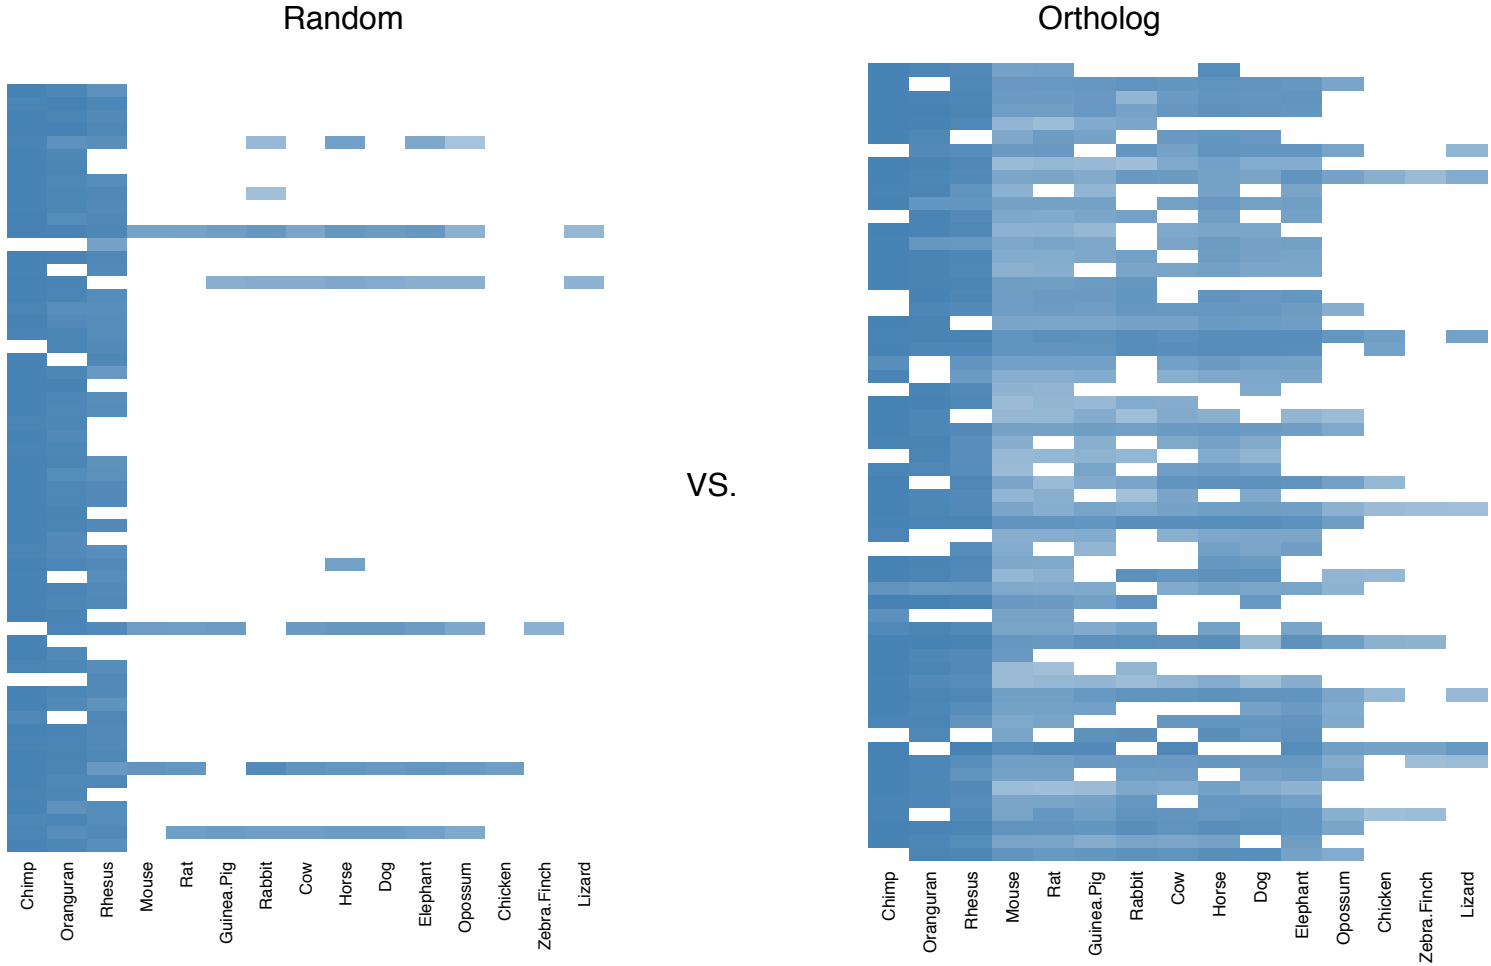 Random
Ortholog
VS.
Chimp
Oranguran
Rhesus
Mouse
Rat
Guinea.Pig
Rabbit
Cow
Horse
Dog
Elephant
Opossum
Chicken
Zebra.Finch
Lizard
Chimp
Oranguran
Rhesus
Mouse
Rat
Guinea.Pig
Rabbit
Cow
Horse
Dog
Elephant
Opossum
Chicken
Zebra.Finch
Lizard